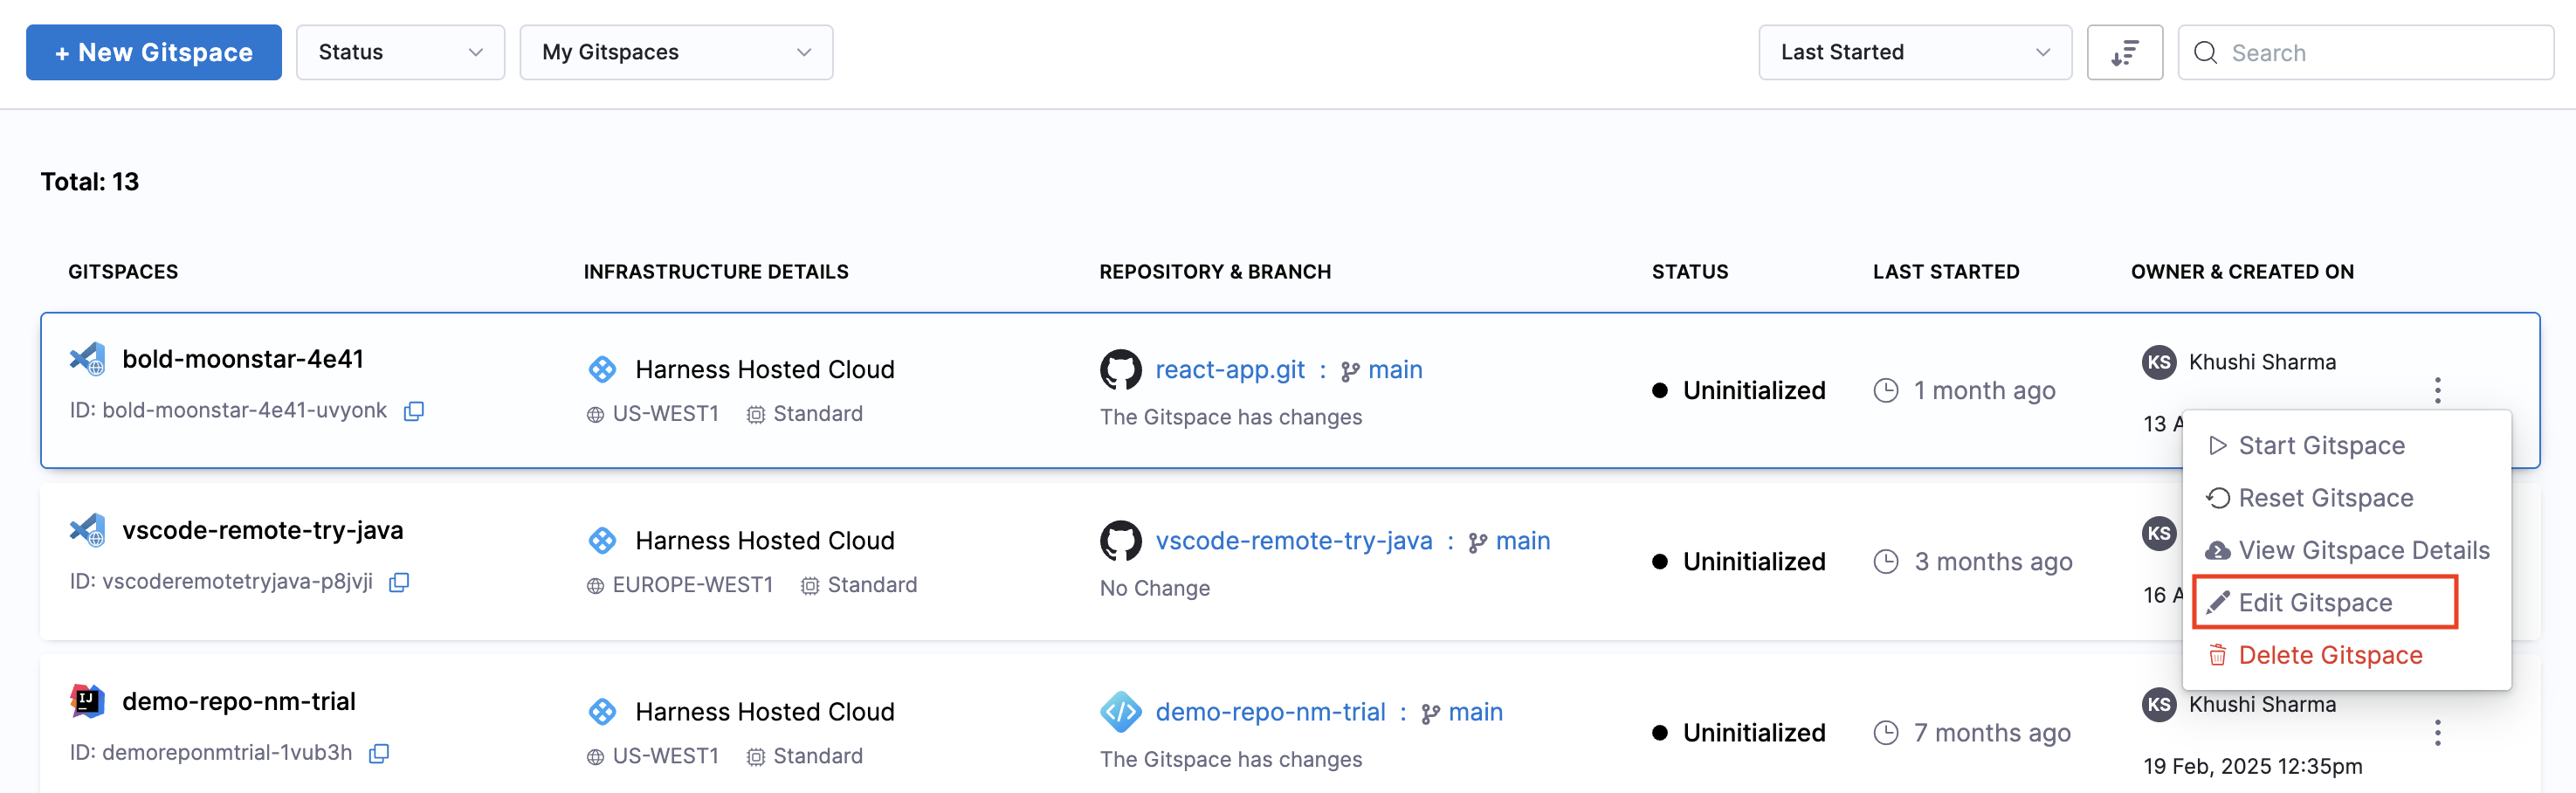 + New Gitspace
Status
My Gitspaces
Last Started
Search
Total: 13
GITSPACES INFRASTRUCTURE DETAILS REPOSITORY & BRANCH STATUS LAST STARTED OWNER & CREATED ON
bold-moonstar-4e41
ID: bold-moonstar-4e41-uvyonk
Harness Hosted Cloud
US-WEST1 Standard
react-app.git : main
The Gitspace has changes
Uninitialized
1 month ago
KS Khushi Sharma
13 A
Start Gitspace
Reset Gitspace
View Gitspace Details
Edit Gitspace
Delete Gitspace
vscode-remote-try-java
ID: vscoderemotetryjava-p8jvji
Harness Hosted Cloud
EUROPE-WEST1 Standard
vscode-remote-try-java : main
No Change
Uninitialized
3 months ago
KS
16 A
IJ
demo-repo-nm-trial
ID: demoreponmtrial-1vub3h
Harness Hosted Cloud
US-WEST1 Standard
demo-repo-nm-trial : main
The Gitspace has changes
Uninitialized
7 months ago
KS Khushi Sharma
19 Feb, 2025 12:35pm